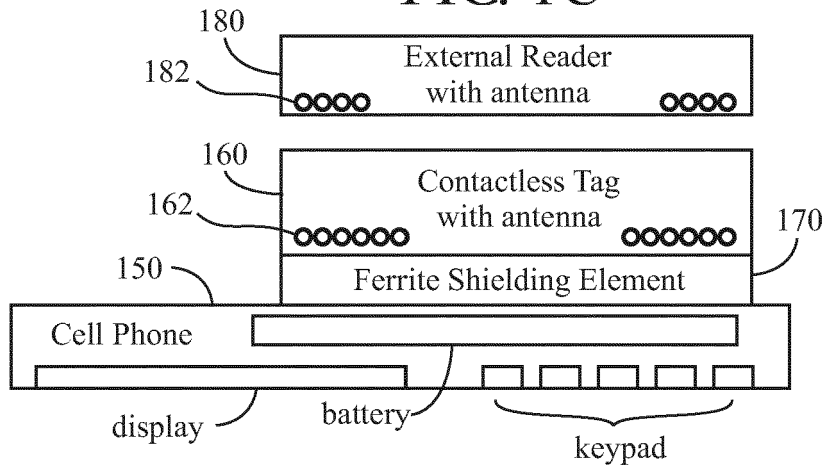 180
External Reader
182
with antenna
160
Contactless Tag
162
with antenna
170
150
Ferrite Shielding Element
Cell Phone
display
battery
keypad